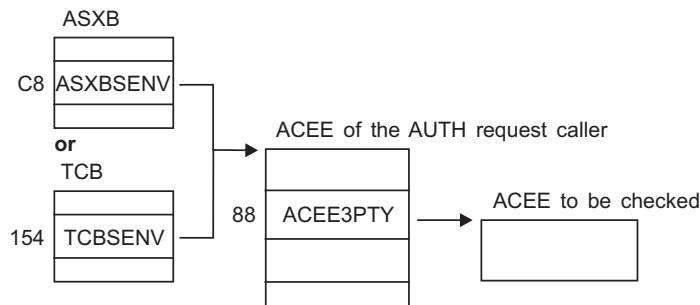 ASXB
C8 ASXBSENV
or
TCB
154 TCBSENV
ACEE of the AUTH request caller
88 ACEE3PTY
ACEE to be checked